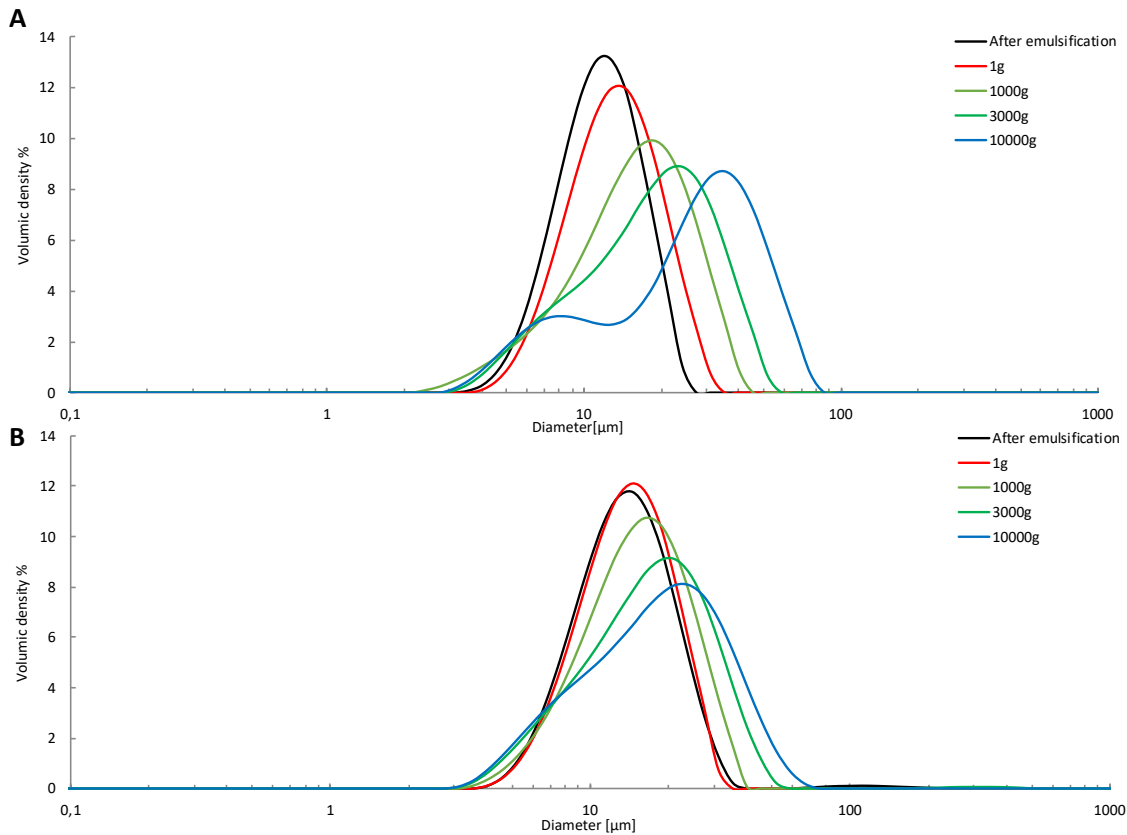 A
14
12
10
8
6
4
2
0
Volumic density %
0,1
1
10
100
1000
Diameter[µm]
After emulsification
1g
1000g
3000g
10000g
B
14
12
10
8
6
4
2
0
Volumic density %
0,1
1
10
100
1000
Diameter [µm]
After emulsification
1g
1000g
3000g
10000g